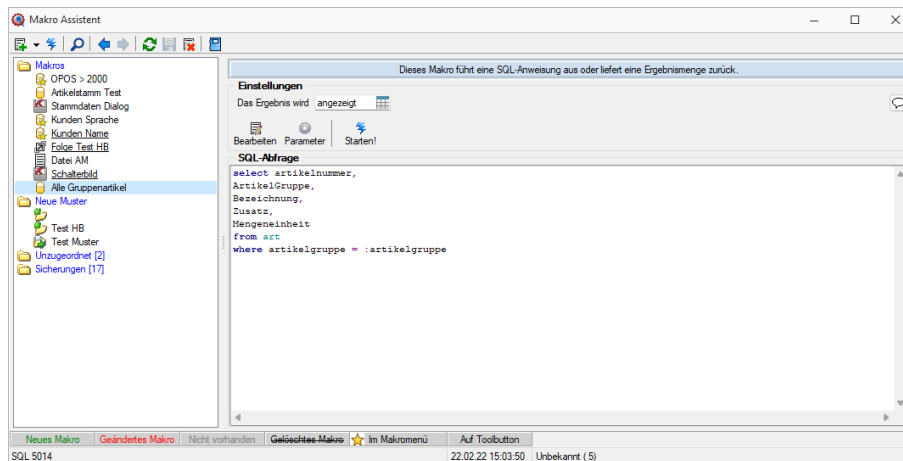 Makro Assistent
Makros
OPOS > 2000
Artikelstamm Test
Stammdaten Dialog
Kunden Sprache
Kunden Name
Folge Test HB
Datei AM
Schalterbild
Alle Gruppenartikel
Neue Muster
Test HB
Test Muster
Unzugeordnet [2]
Sicherungen [17]
Dieses Makro führt eine SQL-Anweisung aus oder liefert eine Ergebnismenge zurück.
Einstellungen
Das Ergebnis wird angezeigt
Bearbeiten Parameter Starten!
SQL-Abfrage
select artikelnummer,
ArtikelGruppe,
Bezeichnung,
Zusatz,
Mengeneinheit
from art
where artikelgruppe = :artikelgruppe
Neues Makro Geändertes Makro Nicht vorhanden Gelöschtes Makro Im Makromenü Auf Toolbutton
SQL 5014 22.02.22 15:03:50 Unbekannt ( 5)